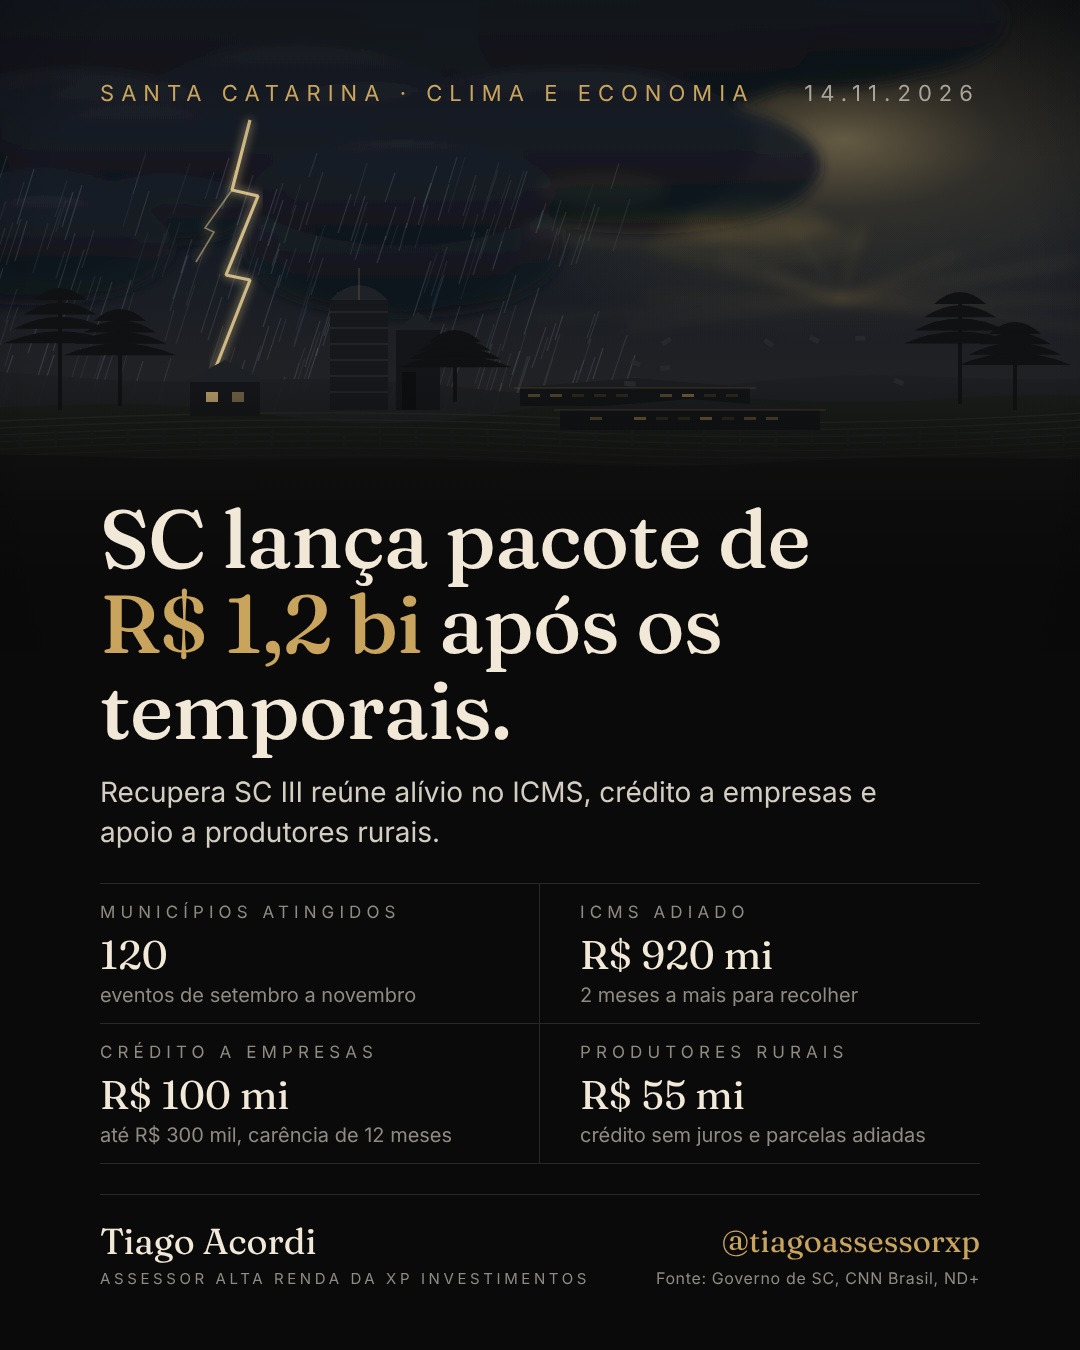 SANTA CATARINA · CLIMA E ECONOMIA 14.11.2026
SC lança pacote de
R$ 1,2 bi após os
temporais.
Recupera SC III reúne alívio no ICMS, crédito a empresas e
apoio a produtores rurais.
MUNICÍPIOS ATINGIDOS
120
eventos de setembro a novembro
ICMS ADIADO
R$ 920 mi
2 meses a mais para recolher
CRÉDITO A EMPRESAS
R$ 100 mi
até R$ 300 mil, carência de 12 meses
PRODUTORES RURAIS
R$ 55 mi
crédito sem juros e parcelas adiadas
Tiago Acordi
ASSESSOR ALTA RENDA DA XP INVESTIMENTOS
@tiagoassessorxp
Fonte: Governo de SC, CNN Brasil, ND+